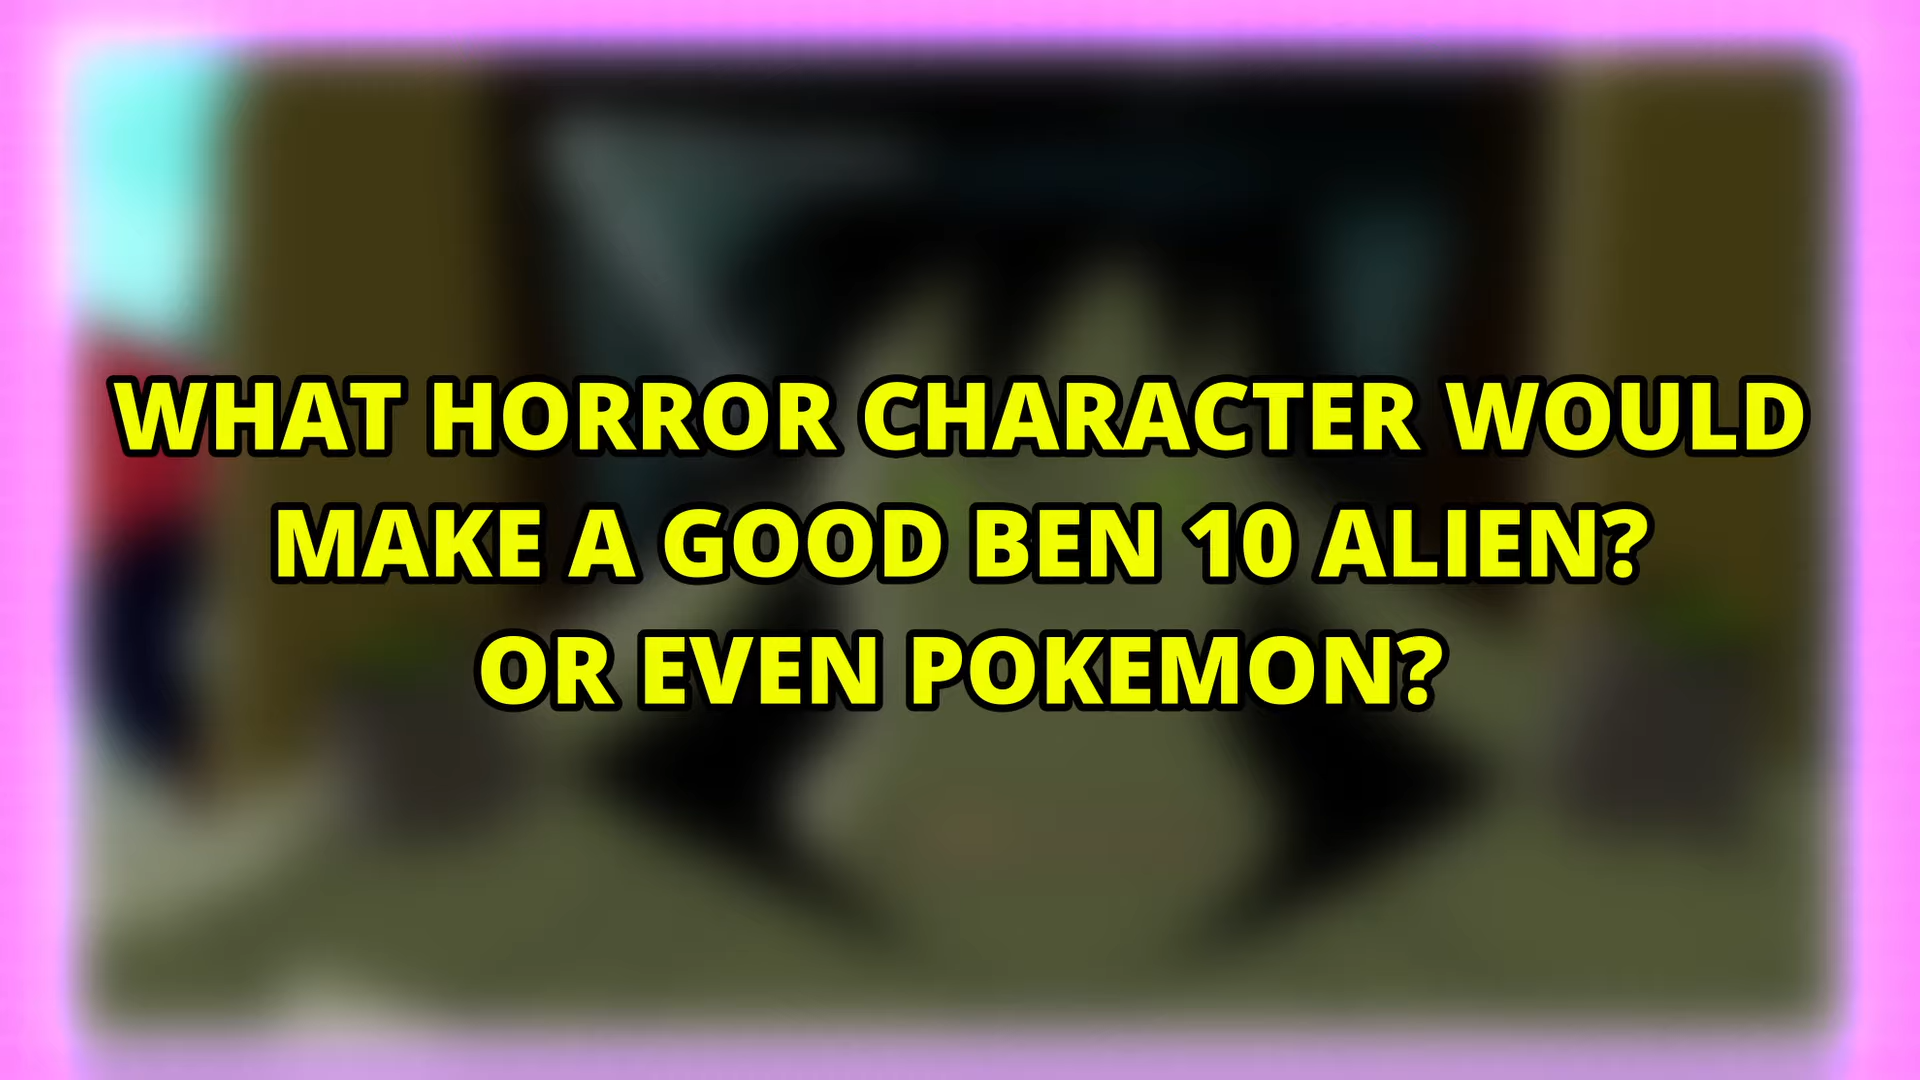 WHAT HORROR CHARACTER WOULD
MAKE A GOOD BEN 10 ALIEN?
OR EVEN POKEMON?